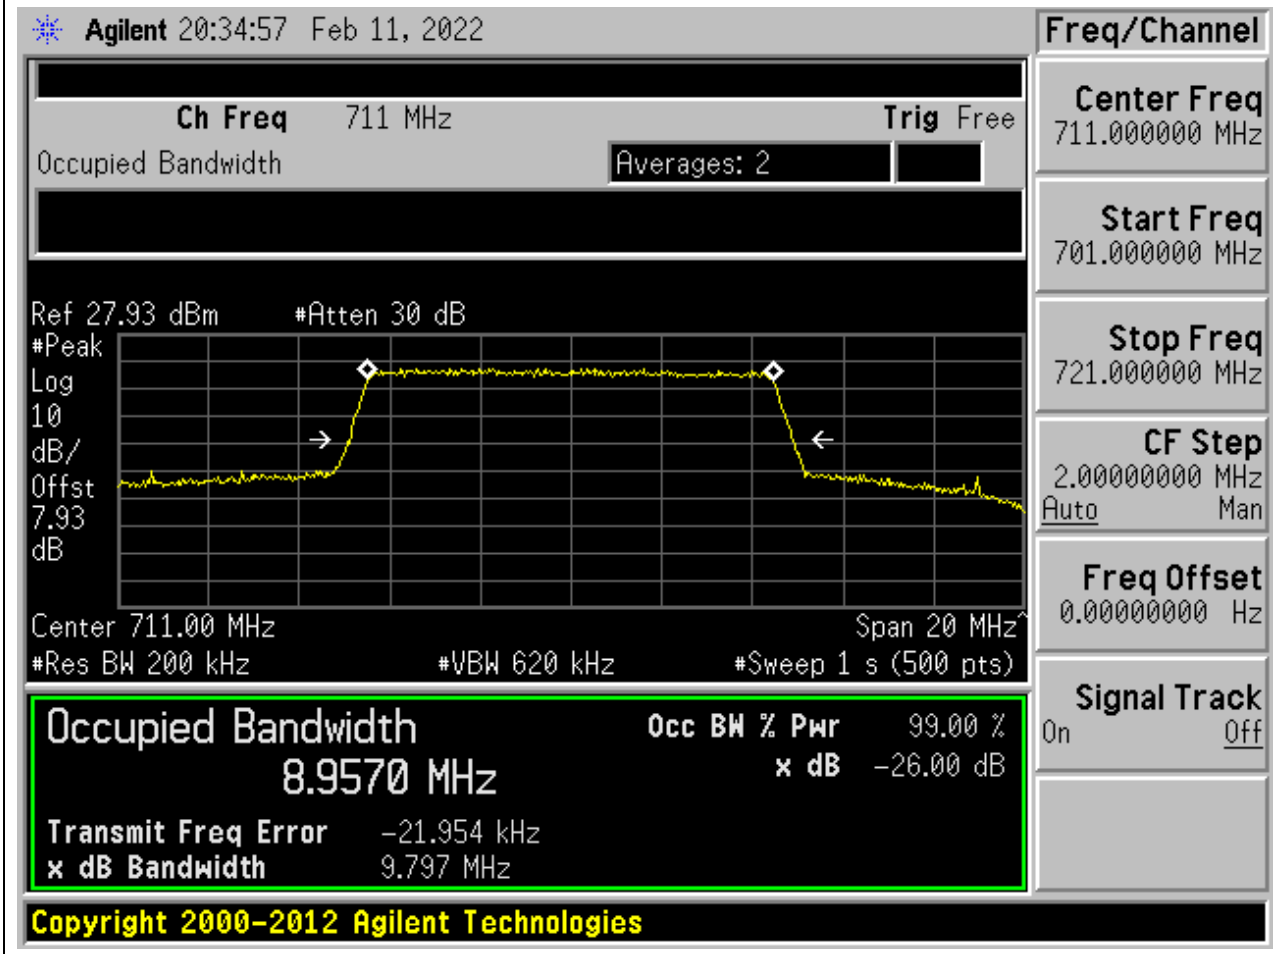 Agilent 20:34:57 Feb 11, 2022
Freq/Channel
Ch Freq 711 MHz Trig Free
Occupied Bandwidth Averages: 2
Center Freq
711.000000 MHz
Start Freq
701.000000 MHz
Stop Freq
721.000000 MHz
CF Step
2.00000000 MHz
Auto Man
Freq Offset
0.00000000 Hz
Signal Track
On Off
Ref 27.93 dBm #Atten 30 dB
#Peak
Log
10
dB/
Offst
7.93
dB
Center 711.00 MHz Span 20 MHz^
#Res BW 200 kHz #VBW 620 kHz #Sweep 1 s (500 pts)
Occupied Bandwidth Occ BW % Pwr 99.00 %
8.9570 MHz x dB -26.00 dB
Transmit Freq Error -21.954 kHz
x dB Bandwidth 9.797 MHz
Copyright 2000-2012 Agilent Technologies